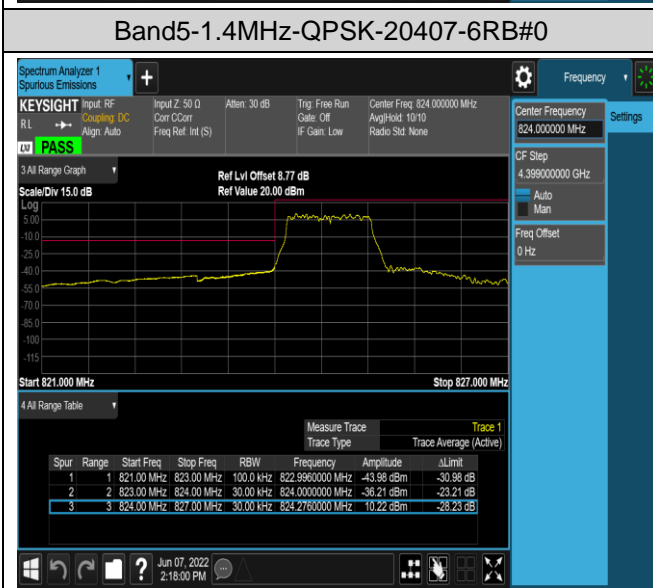 Band5-1.4MHz-QPSK-20407-6RB#0
Spectrum Analyzer 1
Spurious Emissions
Frequency
KEYSIGHT
RL
Input: RF
Coupling: DC
Align: Auto
Input Z: 50 Ω
Corr CCorr
Freq Ref: Int (S)
Atten: 30 dB
Trig: Free Run
Gate: Off
IF Gain: Low
Center Freq: 824.000000 MHz
Avg|Hold: 10/10
Radio Std: None
LXI
PASS
Center Frequency
824.000000 MHz
Settings
CF Step
4.399000000 GHz
Auto
Man
Freq Offset
0 Hz
3 All Range Graph
Scale/Div 15.0 dB
Ref Lvl Offset 8.77 dB
Ref Value 20.00 dBm
Log
5.00
-10.0
-25.0
-40.0
-55.0
-70.0
-85.0
-100
-115
Start 821.000 MHz
Stop 827.000 MHz
4 All Range Table
Measure Trace Trace 1
Trace Type Trace Average (Active)
Spur Range Start Freq Stop Freq RBW Frequency Amplitude ΔLimit
1 1 821.00 MHz 823.00 MHz 100.0 kHz 822.9960000 MHz -43.98 dBm -30.98 dB
2 2 823.00 MHz 824.00 MHz 30.00 kHz 824.0000000 MHz -36.21 dBm -23.21 dB
3 3 824.00 MHz 827.00 MHz 30.00 kHz 824.2760000 MHz 10.22 dBm -28.23 dB
Jun 07, 2022
2:18:00 PM